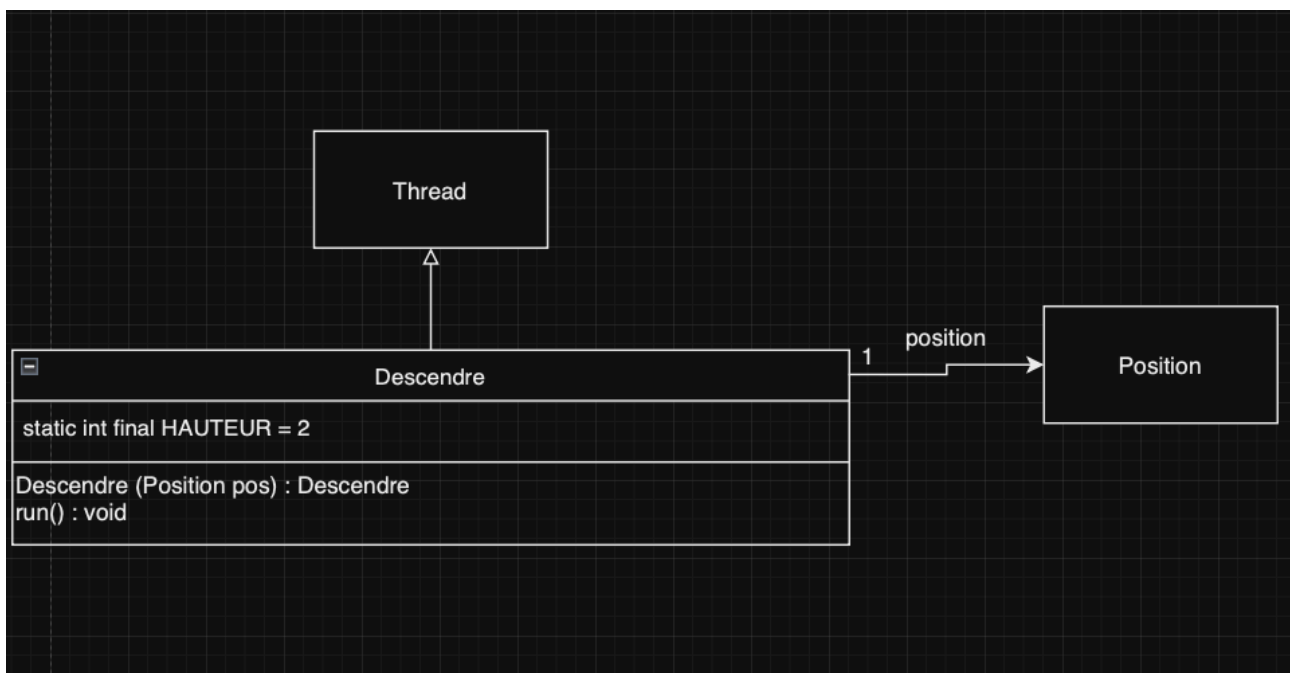 Thread
position
1
Position
Descendre
static int final HAUTEUR = 2
Descendre (Position pos) : Descendre
run() : void